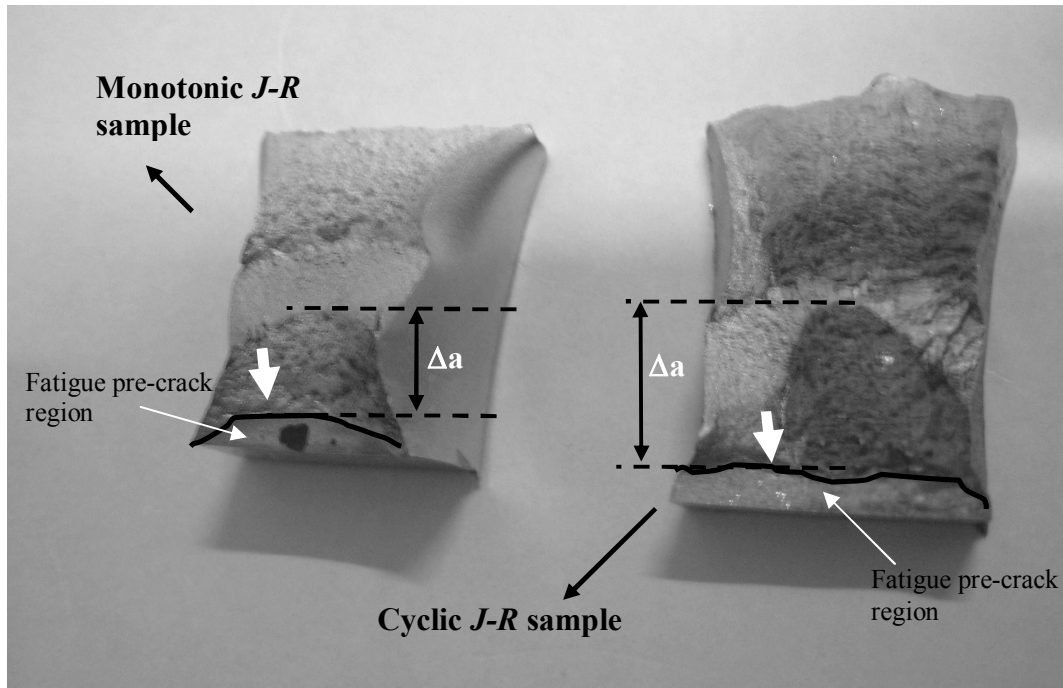 Monotonic J-R
sample
Δa
Δa
Fatigue pre-crack
region
Fatigue pre-crack
region
Cyclic J-R sample